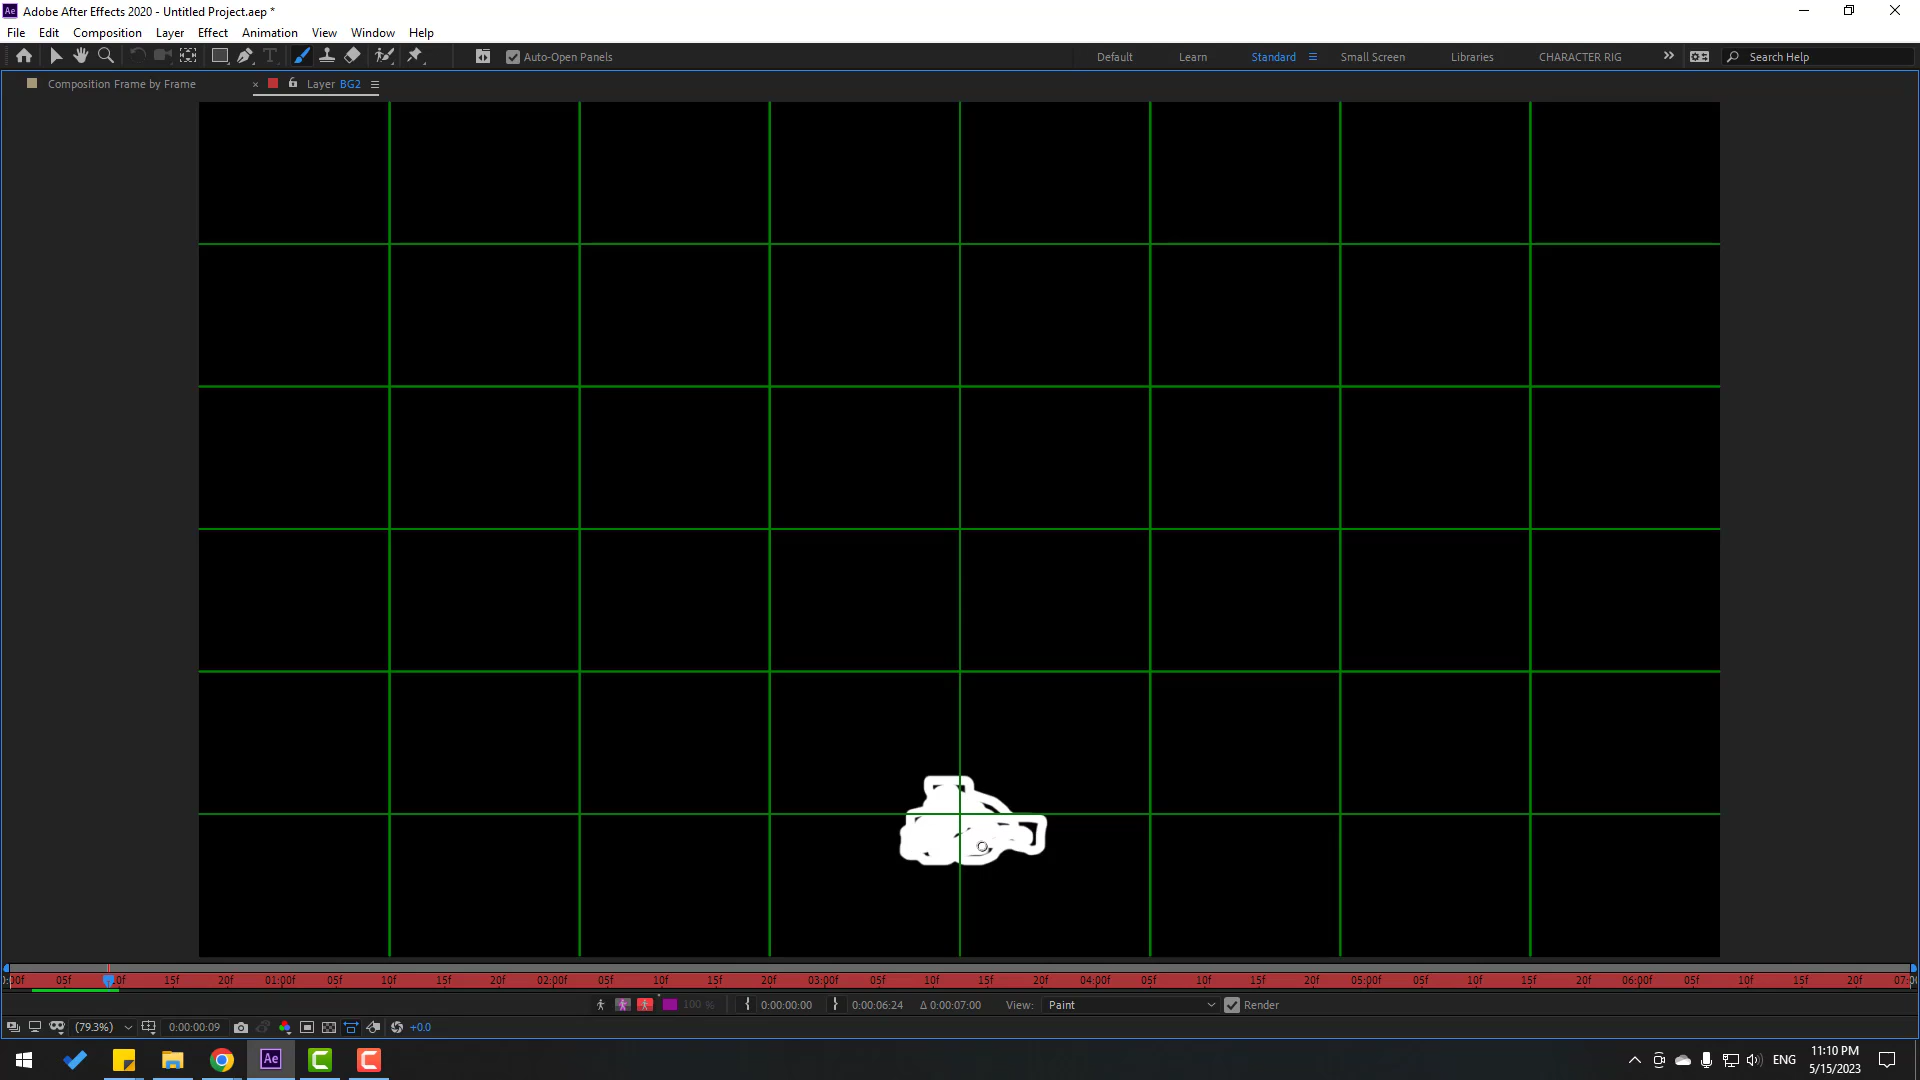 Ae Adobe After Effects 2020 - Untitled Project.aep *
File Edit Composition Layer Effect Animation View Window Help
T Auto-Open Panels Default Learn Standard Small Screen Libraries CHARACTER RIG >> Search Help
Composition Frame by Frame × Layer BG2
05f 15f 20f 01:00f 05f 10f 15f 20f 02:00f 05f 10f 15f 20f 03:00f 05f 10f 15f 20f 04:00f 05f 10f 15f 20f 05:00f 05f 10f 15f 20f 06:00f 05f 10f 15f 20f
100 % { 0:00:00:00 } 0:00:06:24 Δ 0:00:07:00 View: Paint Render
(79.3%) 0:00:00:09 +0.0
Ae C C ENG 11:10 PM
5/15/2023